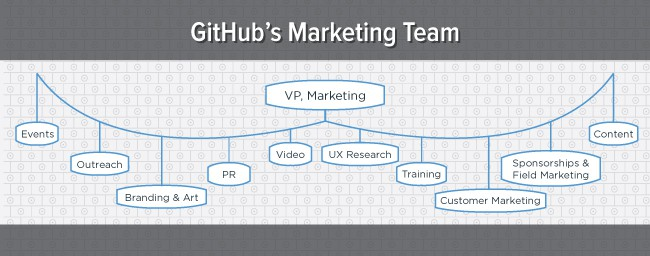 GitHub's Marketing Team
VP, Marketing
Events
Outreach
Branding & Art
PR
Video
UX Research
Training
Customer Marketing
Sponsorships &
Field Marketing
Content